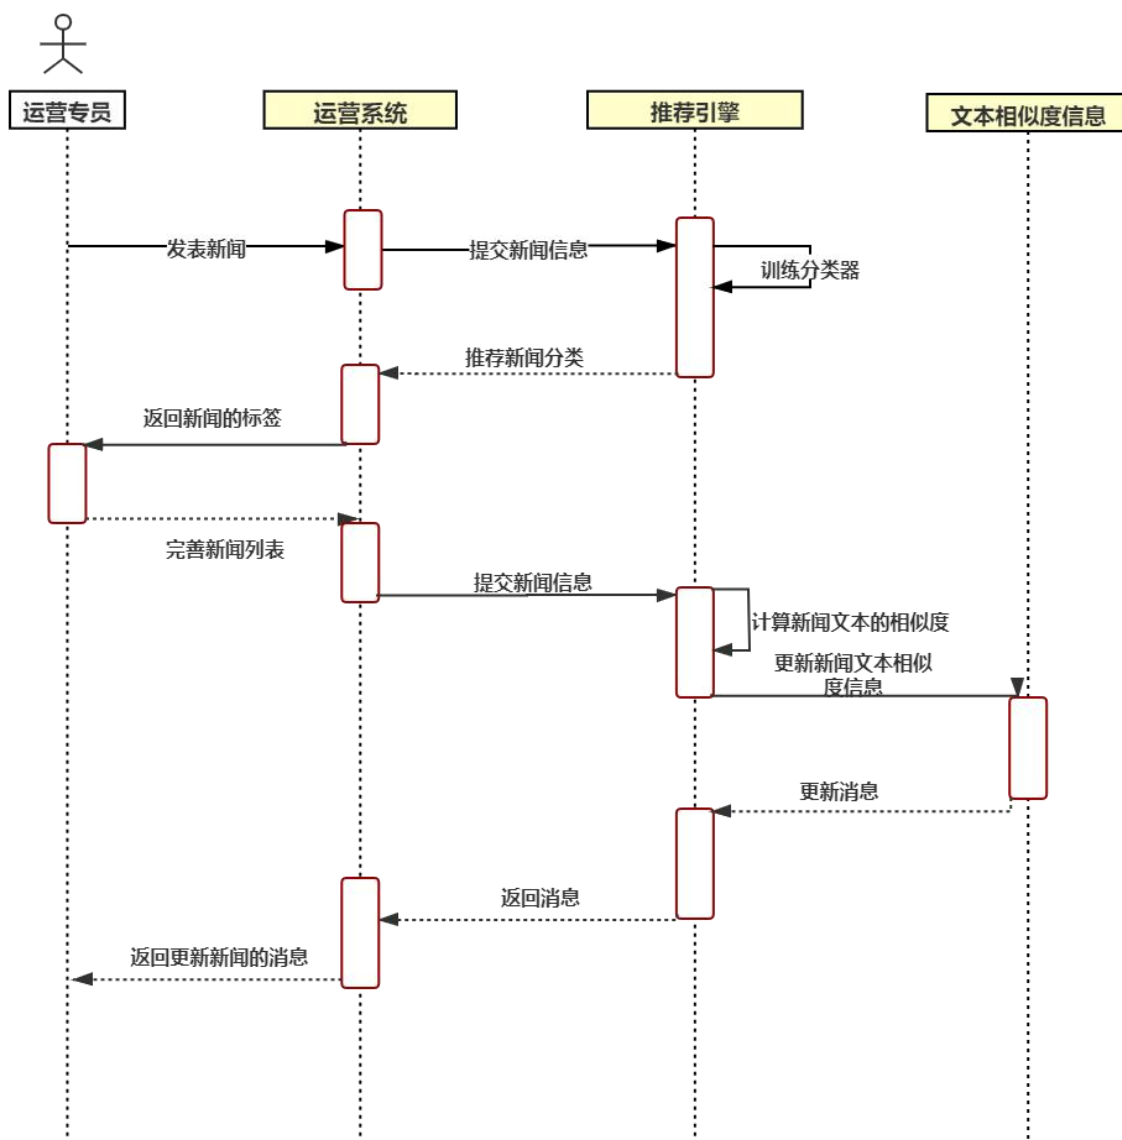 运营专员
运营系统
推荐引擎
文本相似度信息
发表新闻
提交新闻信息
训练分类器
推荐新闻分类
返回新闻的标签
完善新闻列表
提交新闻信息
计算新闻文本的相似度
更新新闻文本相似
度信息
更新消息
返回消息
返回更新新闻的消息